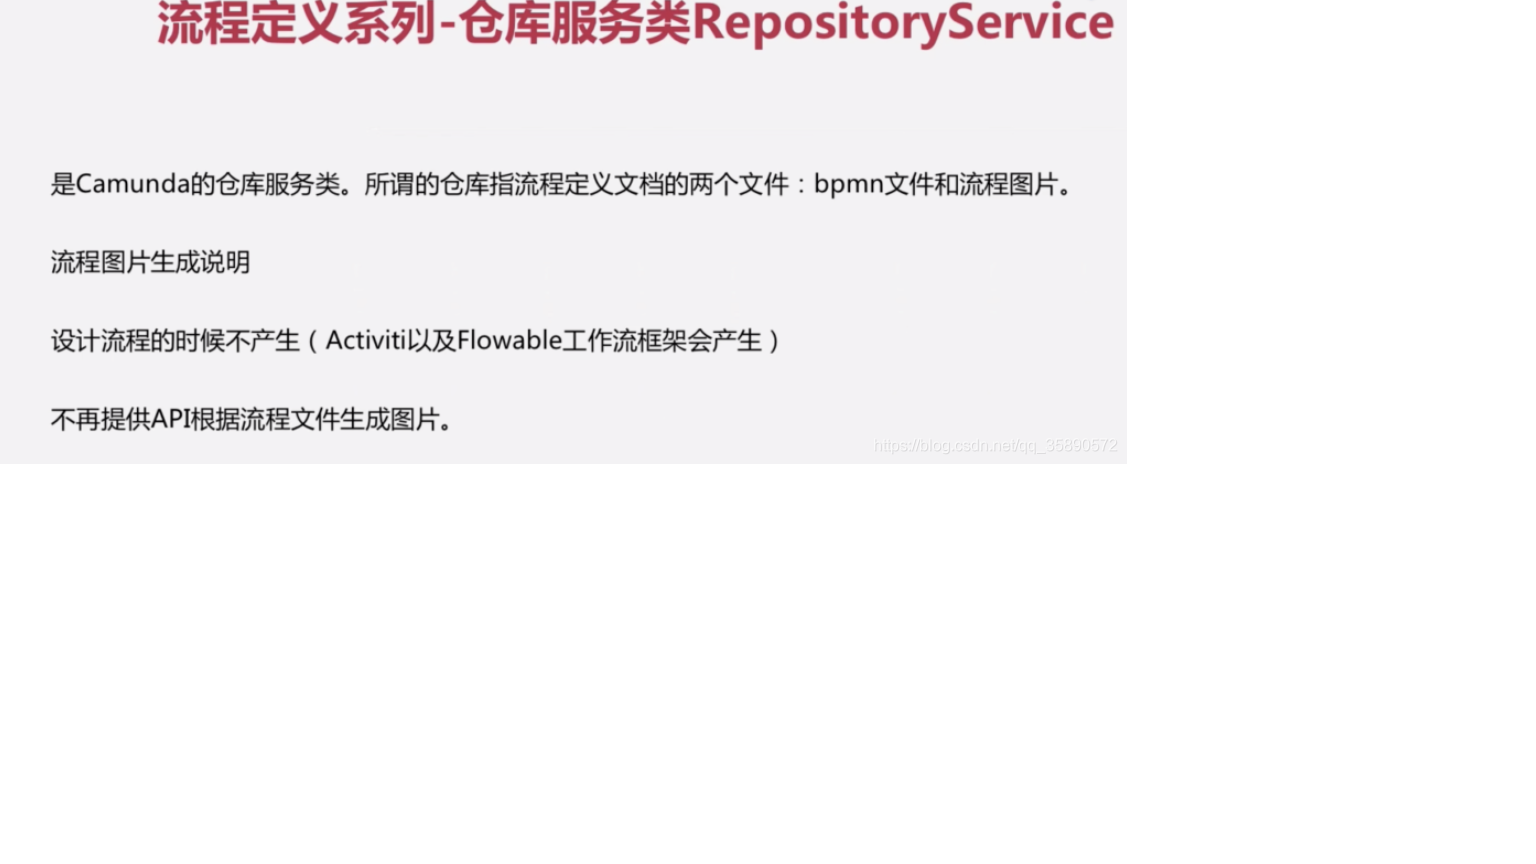 流程定义系列-仓库服务类RepositoryService
是Camunda的仓库服务类。所谓的仓库指流程定义文档的两个文件：bpmn文件和流程图片。
流程图片生成说明
设计流程的时候不产生（Activiti以及Flowable工作流框架会产生）
不再提供API根据流程文件生成图片。
https://blog.csdn.net/qq_35890572